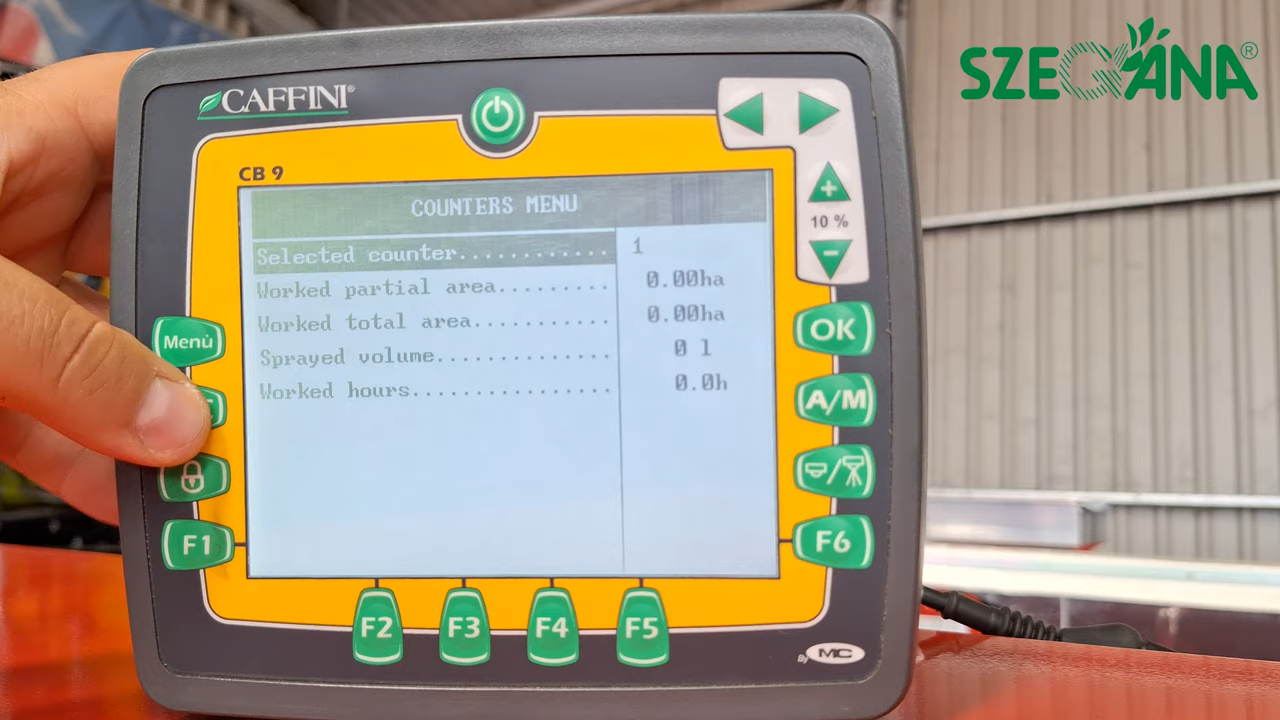 SZEGÁNA®
CAFFINI®
CB 9
COUNTERS MENU
Selected counter............ 1
Worked partial area......... 0.00ha
Worked total area........... 0.00ha
Sprayed volume.............. 0 l
Worked hours................ 0.0h
+
10 %
-
Menù
OK
A/M
F1
F6
F2
F3
F4
F5
By MC